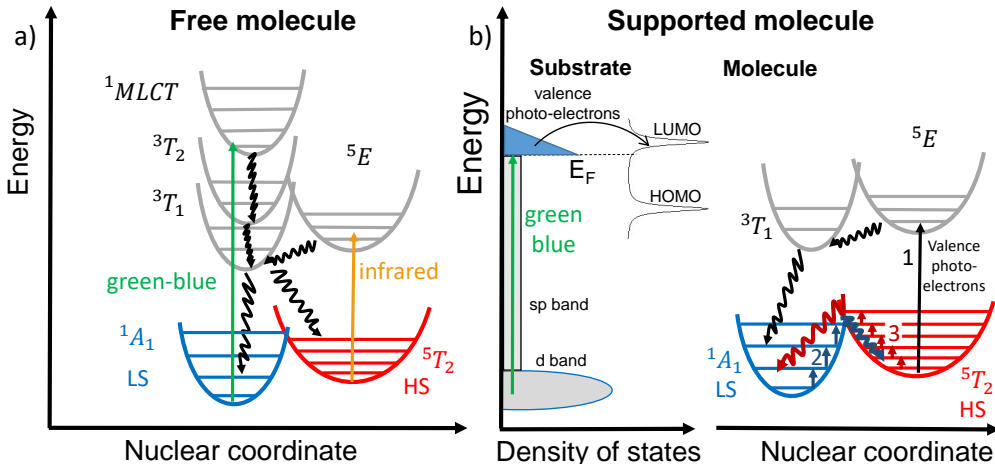 Free molecule
a)
Energy
¹MLCT
³T₂
³T₁
⁵E
green-blue
infrared
¹A₁
LS
⁵T₂
HS
Nuclear coordinate
Supported molecule
b)
Energy
Substrate
Molecule
valence
photo-electrons
LUMO
E_F
HOMO
green
blue
sp band
d band
Density of states
⁵E
³T₁
1
Valence
photo-
electrons
3
2
¹A₁
LS
⁵T₂
HS
Nuclear coordinate